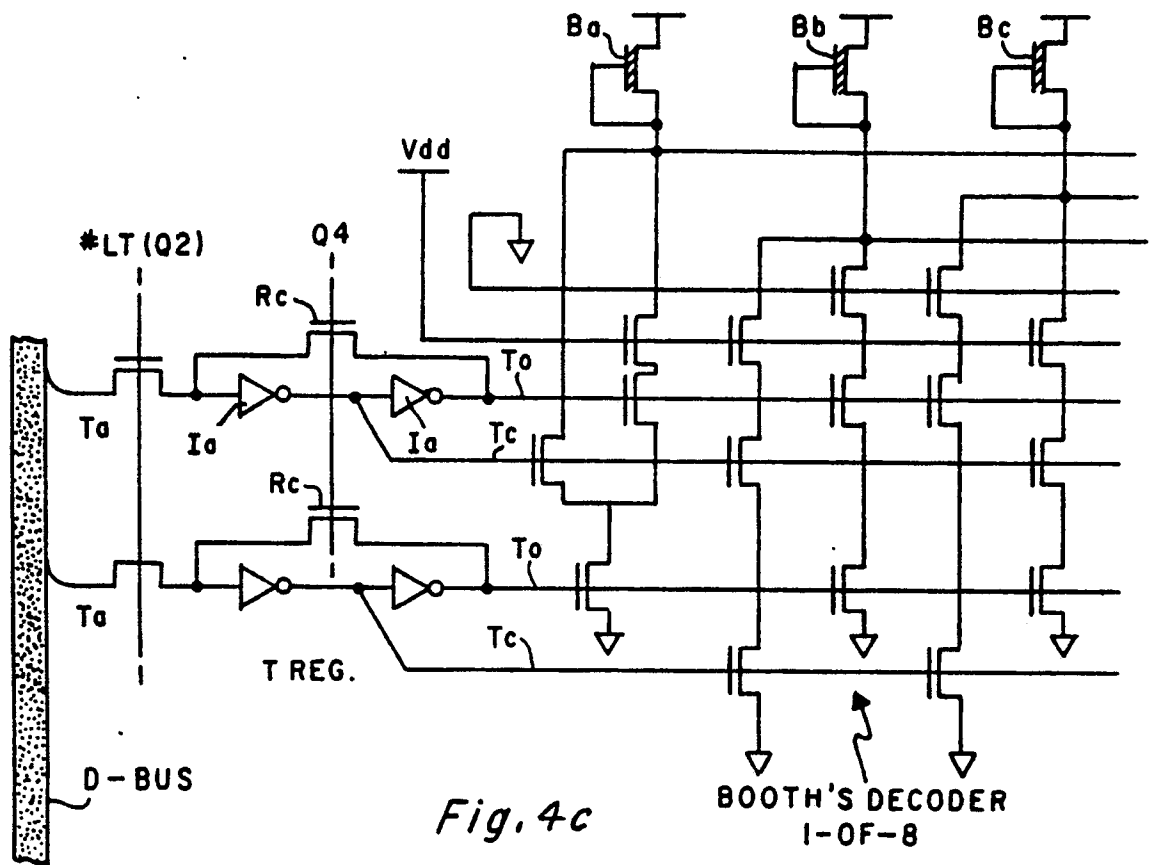 Ba
Bb
Bc
Vdd
#LT(Q2)
Q4
Rc
To
Ta
Ia
Ia
Tc
Rc
To
Ta
Tc
T REG.
D-BUS
BOOTH'S DECODER
1-OF-8
Fig. 4c